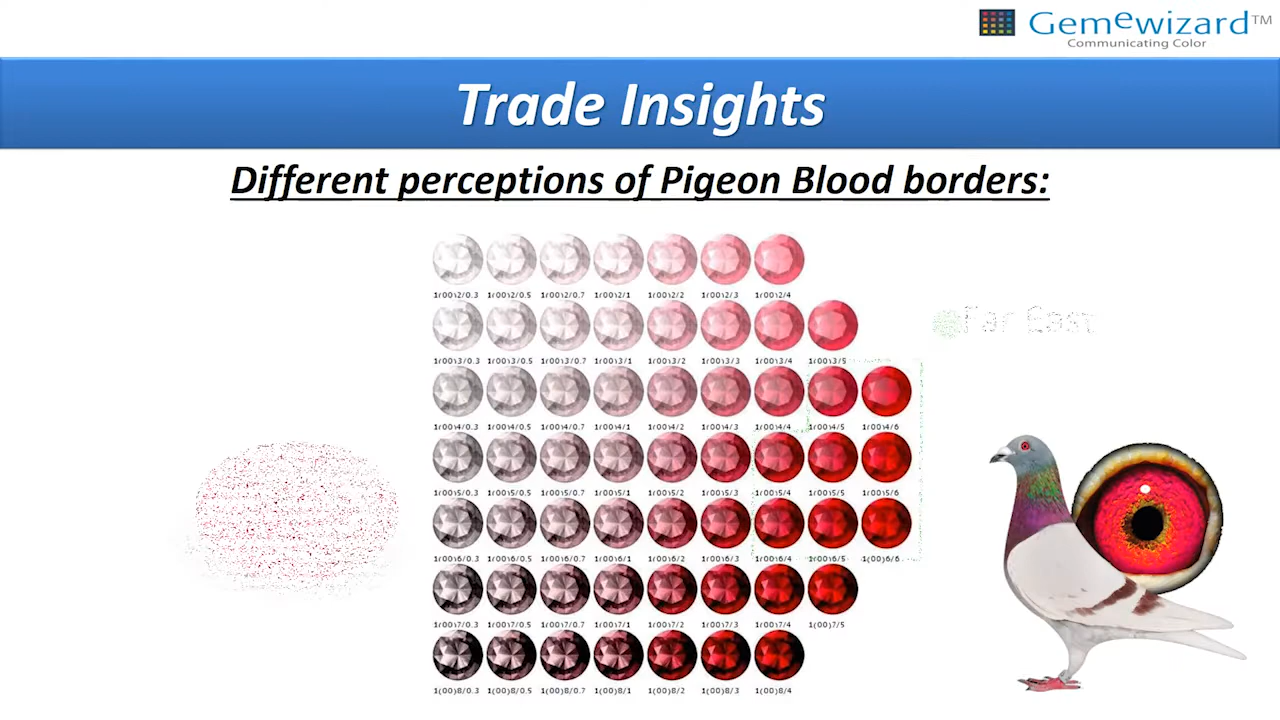 Gemewizard™
Communicating Color
Trade Insights
Different perceptions of Pigeon Blood borders:
1(00)2/0.3 1(00)2/0.5 1(00)2/0.7 1(00)2/1 1(00)2/2 1(00)2/3 1(00)2/4
1(00)3/0.3 1(00)3/0.5 1(00)3/0.7 1(00)3/1 1(00)3/2 1(00)3/3 1(00)3/4 1(00)3/5
Far East
1(00)4/0.3 1(00)4/0.5 1(00)4/0.7 1(00)4/1 1(00)4/2 1(00)4/3 1(00)4/4 1(00)4/5 1(00)4/6
1(00)5/0.3 1(00)5/0.5 1(00)5/0.7 1(00)5/1 1(00)5/2 1(00)5/3 1(00)5/4 1(00)5/5 1(00)5/6
1(00)6/0.3 1(00)6/0.5 1(00)6/0.7 1(00)6/1 1(00)6/2 1(00)6/3 1(00)6/4 1(00)6/5 1(00)6/6
1(00)7/0.3 1(00)7/0.5 1(00)7/0.7 1(00)7/1 1(00)7/2 1(00)7/3 1(00)7/4 1(00)7/5
1(00)8/0.3 1(00)8/0.5 1(00)8/0.7 1(00)8/1 1(00)8/2 1(00)8/3 1(00)8/4